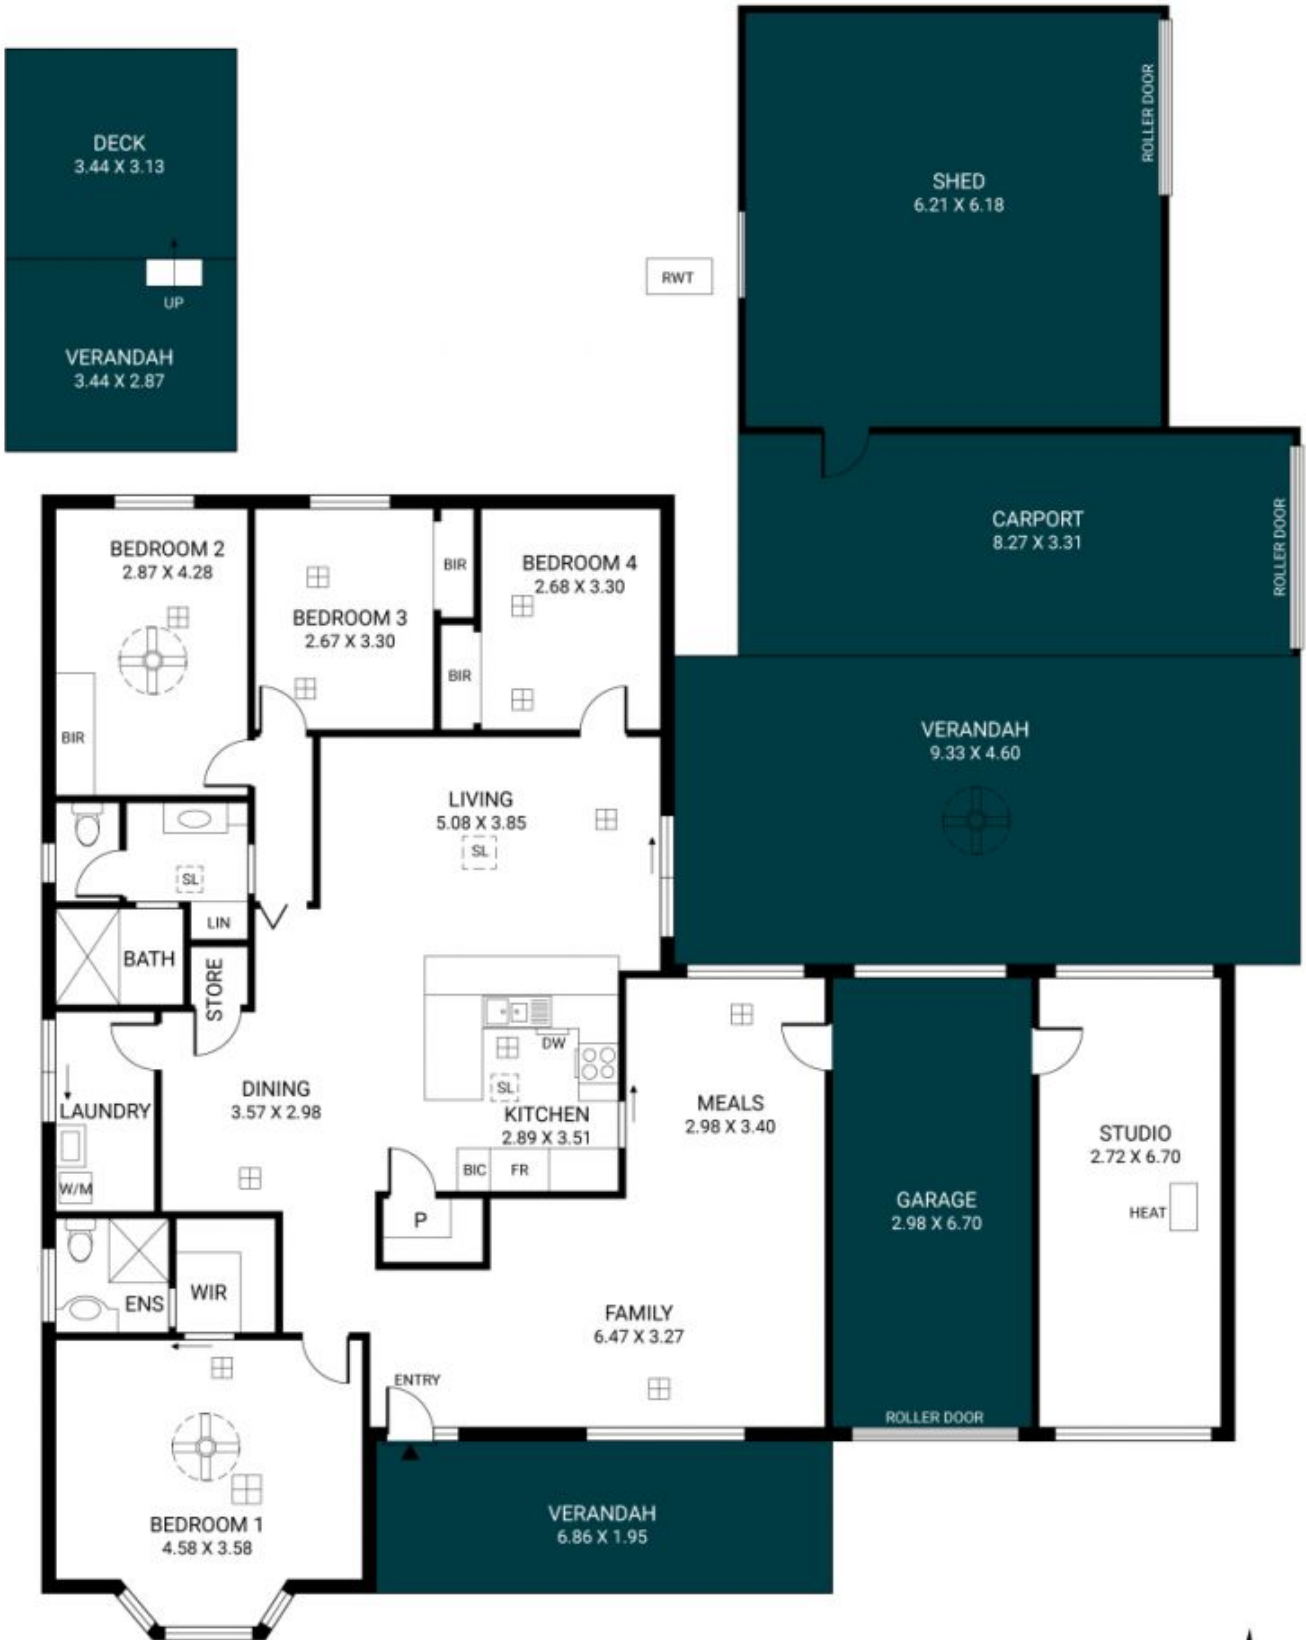 DECK
3.44 X 3.13
UP
VERANDAH
3.44 X 2.87
SHED
6.21 X 6.18
ROLLER DOOR
RWT
CARPORT
8.27 X 3.31
ROLLER DOOR
BEDROOM 2
2.87 X 4.28
BIR
BEDROOM 3
2.67 X 3.30
BIR
BIR
BEDROOM 4
2.68 X 3.30
VERANDAH
9.33 X 4.60
LIVING
5.08 X 3.85
SL
SL
LIN
BATH
STORE
DW
SL
KITCHEN
2.89 X 3.51
BIC
FR
DINING
3.57 X 2.98
LAUNDRY
W/M
MEALS
2.98 X 3.40
STUDIO
2.72 X 6.70
HEAT
GARAGE
2.98 X 6.70
ROLLER DOOR
P
WIR
ENS
FAMILY
6.47 X 3.27
ENTRY
BEDROOM 1
4.58 X 3.58
VERANDAH
6.86 X 1.95